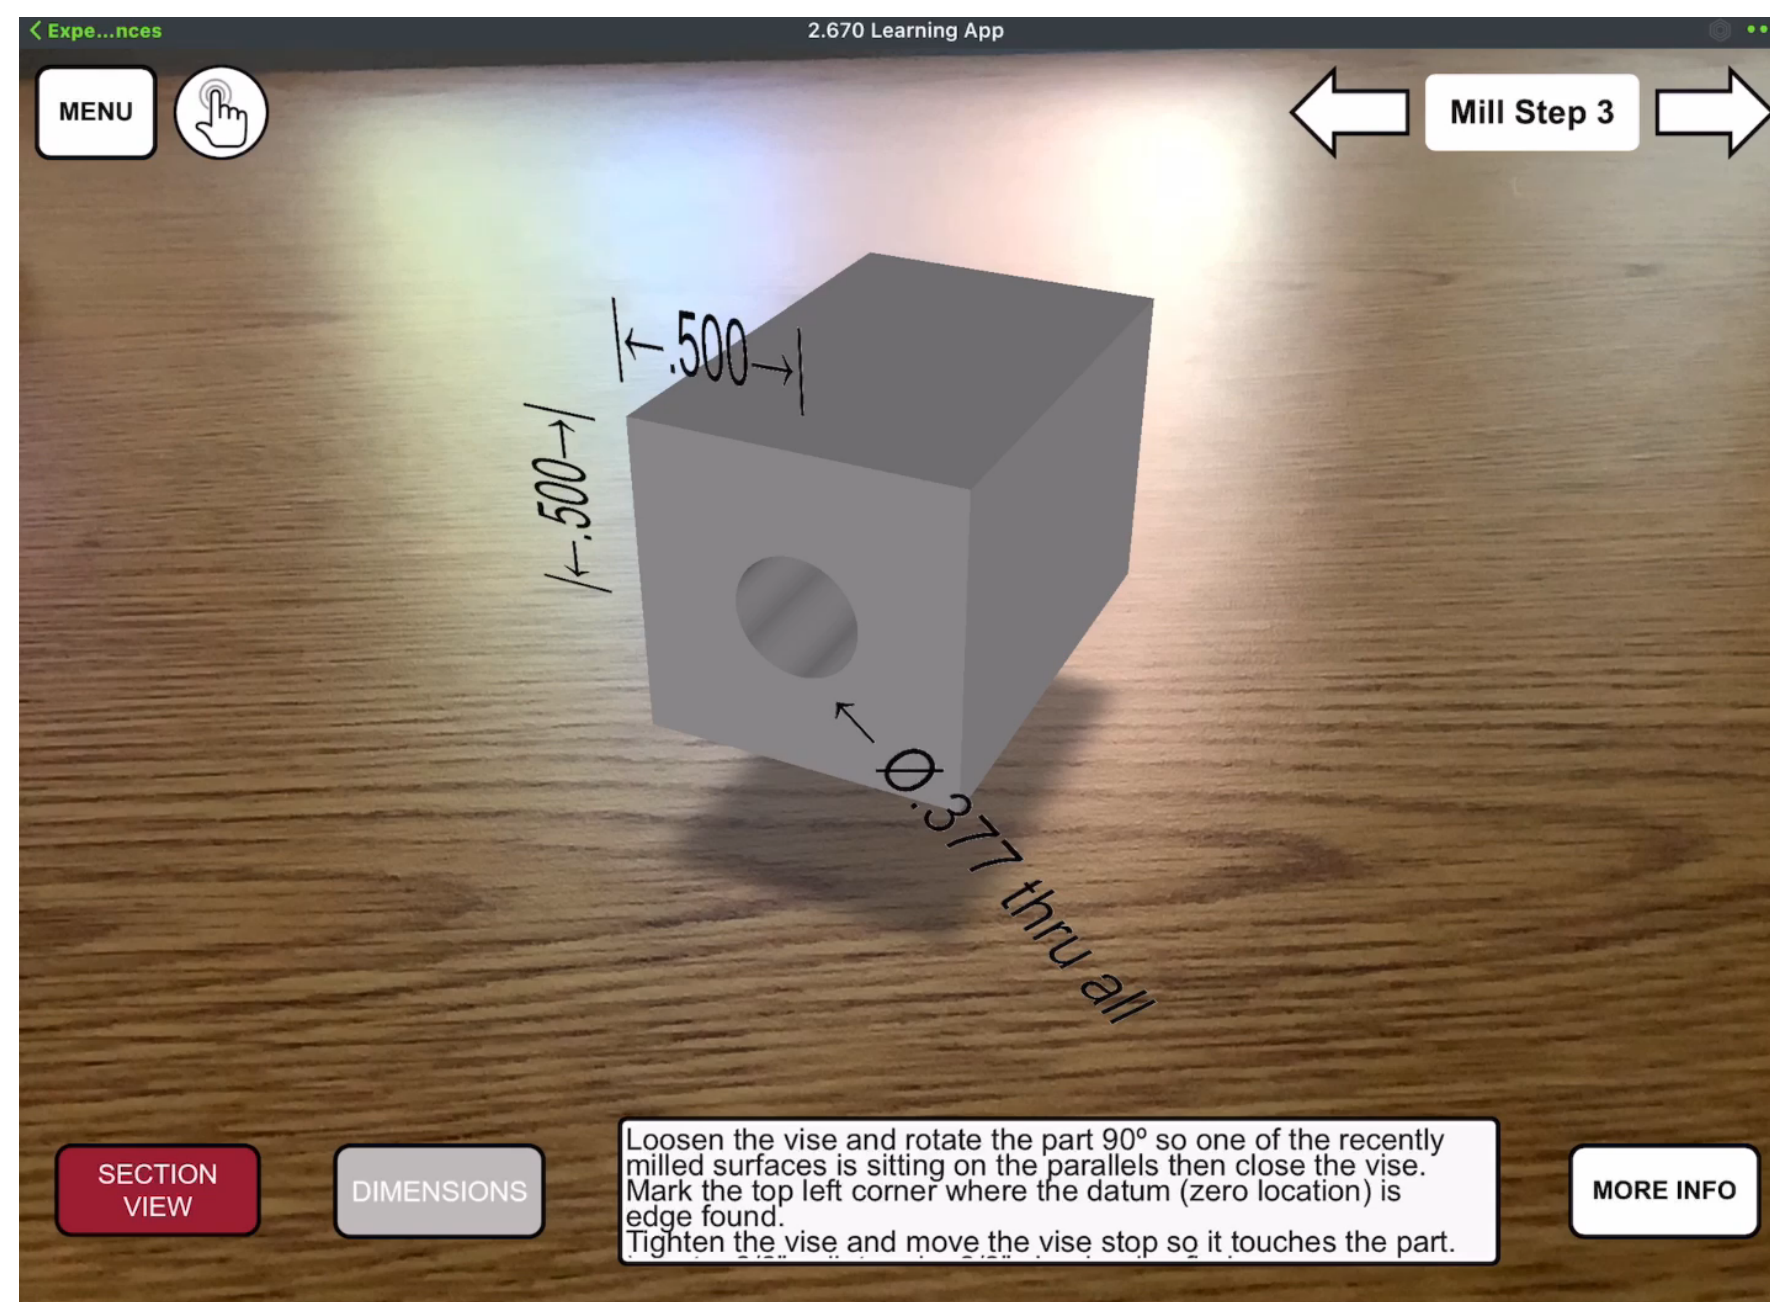 Expe...nces
2.670 Learning App
MENU
Mill Step 3
.500
.500
Ø.377 thru all
SECTION
VIEW
DIMENSIONS
Loosen the vise and rotate the part 90º so one of the recently
milled surfaces is sitting on the parallels then close the vise.
Mark the top left corner where the datum (zero location) is
edge found.
Tighten the vise and move the vise stop so it touches the part.
MORE INFO